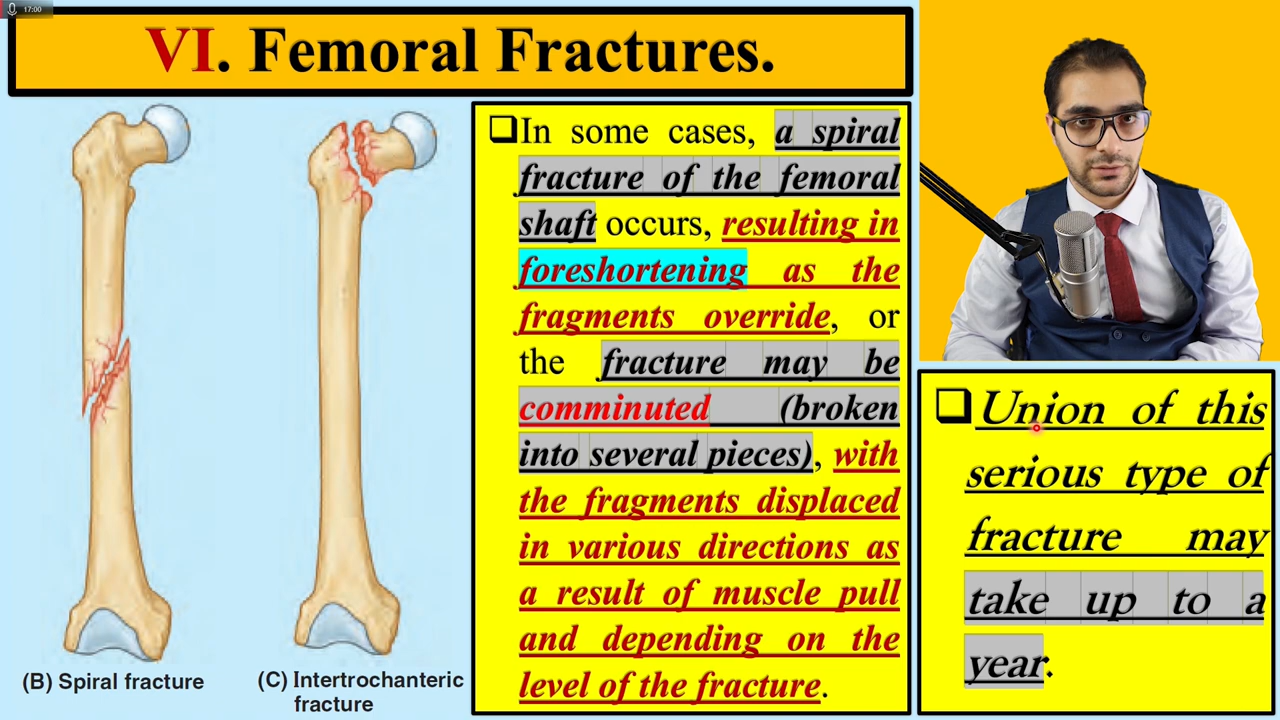 17:00
VI. Femoral Fractures.
❑In some cases, a spiral
fracture of the femoral
shaft occurs, resulting in
foreshortening as the
fragments override, or
the fracture may be
comminuted (broken
into several pieces), with
the fragments displaced
in various directions as
a result of muscle pull
and depending on the
level of the fracture.
(B) Spiral fracture
(C) Intertrochanteric
fracture
❑Union of this
serious type of
fracture may
take up to a
year.